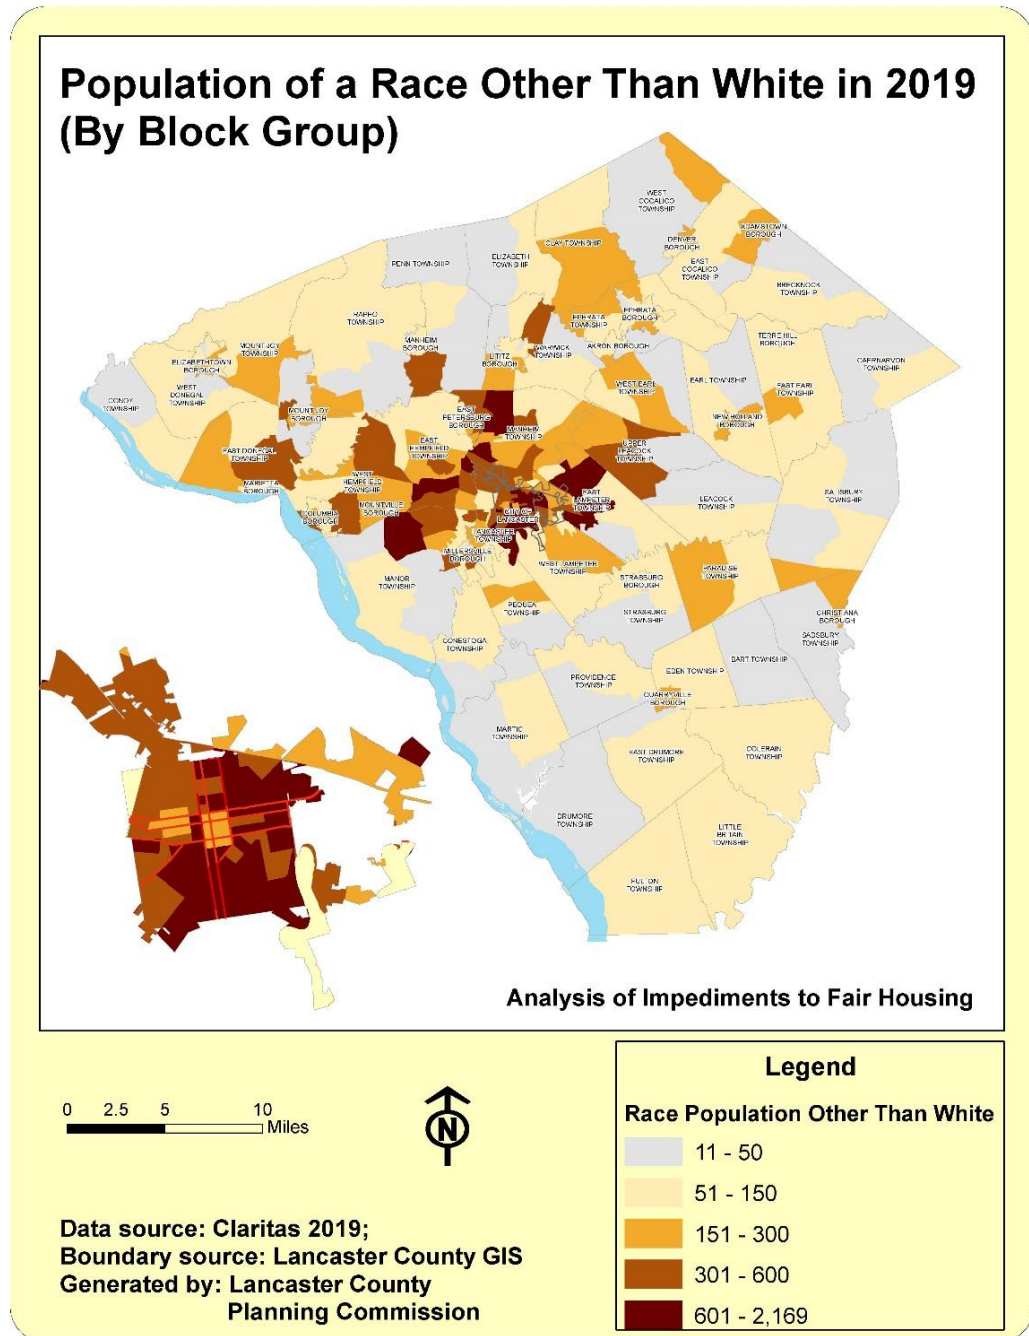 Population of a Race Other Than White in 2019
(By Block Group)
WEST
COCALICO
TOWNSHIP
ADAMSTOWN
BOROUGH
CLAY TOWNSHIP
DENVER
BOROUGH
ELIZABETH
TOWNSHIP
PENN TOWNSHIP
EAST
COCALICO
TOWNSHIP
BRECKNOCK
TOWNSHIP
RAPHO
TOWNSHIP
EPHRATA
BOROUGH
EPHRATA
TOWNSHIP
MANHEIM
BOROUGH
AKRON BOROUGH
TERRE HILL
BOROUGH
MOUNT JOY
TOWNSHIP
WARWICK
TOWNSHIP
LITITZ
BOROUGH
CAERNARVON
TOWNSHIP
ELIZABETHTOWN
BOROUGH
WEST
DONEGAL
TOWNSHIP
WEST EARL
TOWNSHIP
EARL TOWNSHIP
EAST EARL
TOWNSHIP
CONOY
TOWNSHIP
MOUNT JOY
BOROUGH
EAST
PETERSBURG
BOROUGH
NEW HOLLAND
BOROUGH
MANHEIM
TOWNSHIP
EAST
HEMPFIELD
TOWNSHIP
UPPER
LEACOCK
TOWNSHIP
EAST DONEGAL
TOWNSHIP
WEST
HEMPFIELD
TOWNSHIP
MARIETTA
BOROUGH
EAST
LAMPETER
TOWNSHIP
LEACOCK
TOWNSHIP
SALISBURY
TOWNSHIP
MOUNTVILLE
BOROUGH
COLUMBIA
BOROUGH
CITY OF
LANCASTER
LANCASTER
TOWNSHIP
MILLERSVILLE
BOROUGH
WEST LAMPETER
TOWNSHIP
PARADISE
TOWNSHIP
MANOR
TOWNSHIP
STRASBURG
BOROUGH
PEQUEA
TOWNSHIP
STRASBURG
TOWNSHIP
CHRISTIANA
BOROUGH
SADSBURY
TOWNSHIP
CONESTOGA
TOWNSHIP
BART TOWNSHIP
EDEN TOWNSHIP
PROVIDENCE
TOWNSHIP
QUARRYVILLE
BOROUGH
MARTIC
TOWNSHIP
EAST DRUMORE
TOWNSHIP
COLERAIN
TOWNSHIP
DRUMORE
TOWNSHIP
LITTLE
BRITAIN
TOWNSHIP
FULTON
TOWNSHIP
Analysis of Impediments to Fair Housing
0 2.5 5 10
Miles
N
Data source: Claritas 2019;
Boundary source: Lancaster County GIS
Generated by: Lancaster County
Planning Commission
Legend
Race Population Other Than White
11 - 50
51 - 150
151 - 300
301 - 600
601 - 2,169